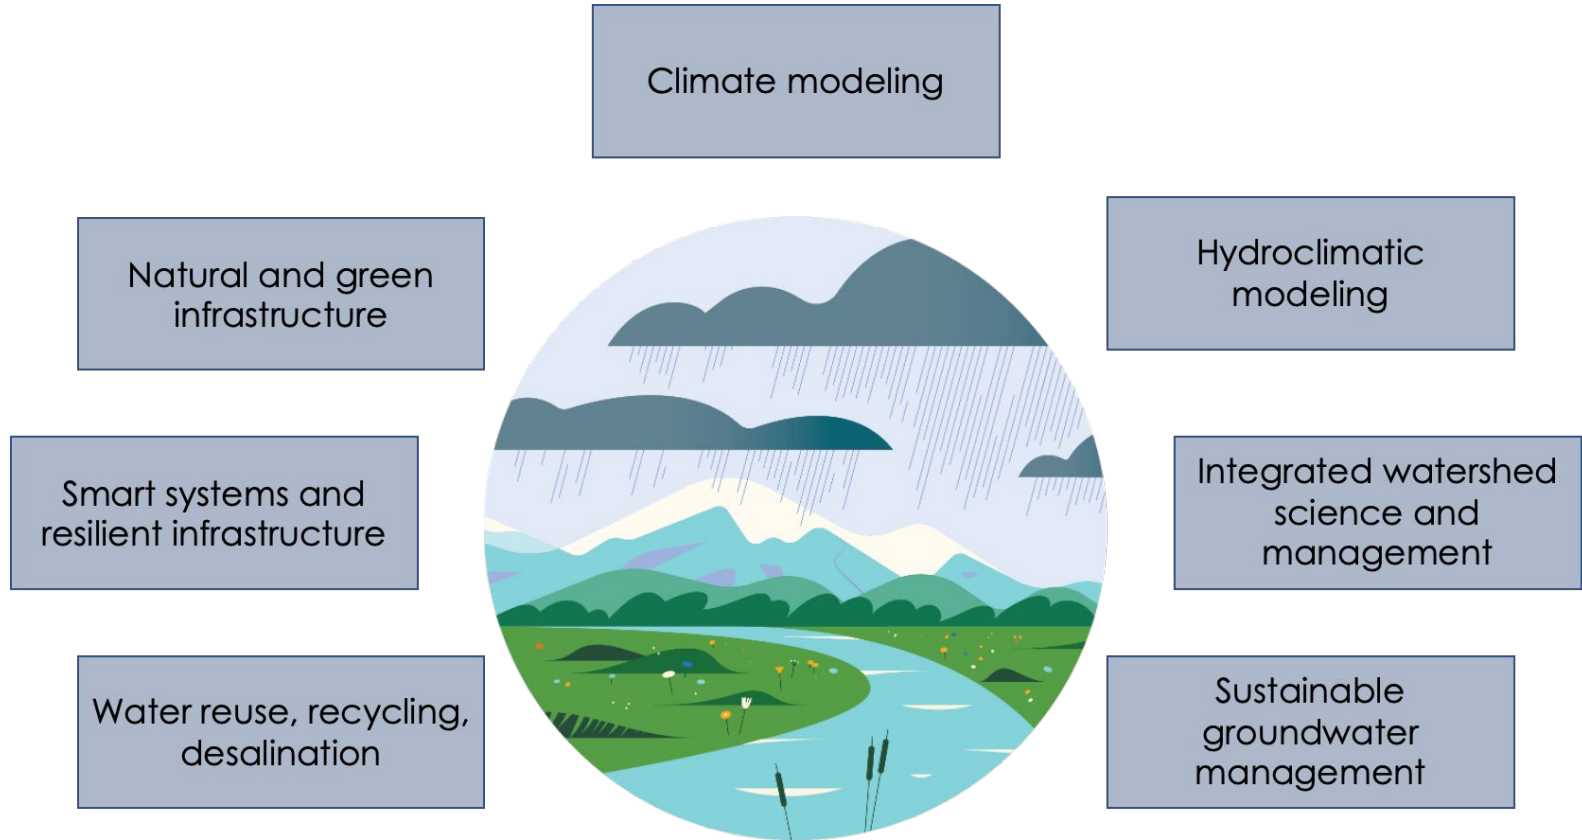 Climate modeling
Natural and green
infrastructure
Hydroclimatic
modeling
Smart systems and
resilient infrastructure
Integrated watershed
science and
management
Water reuse, recycling,
desalination
Sustainable
groundwater
management